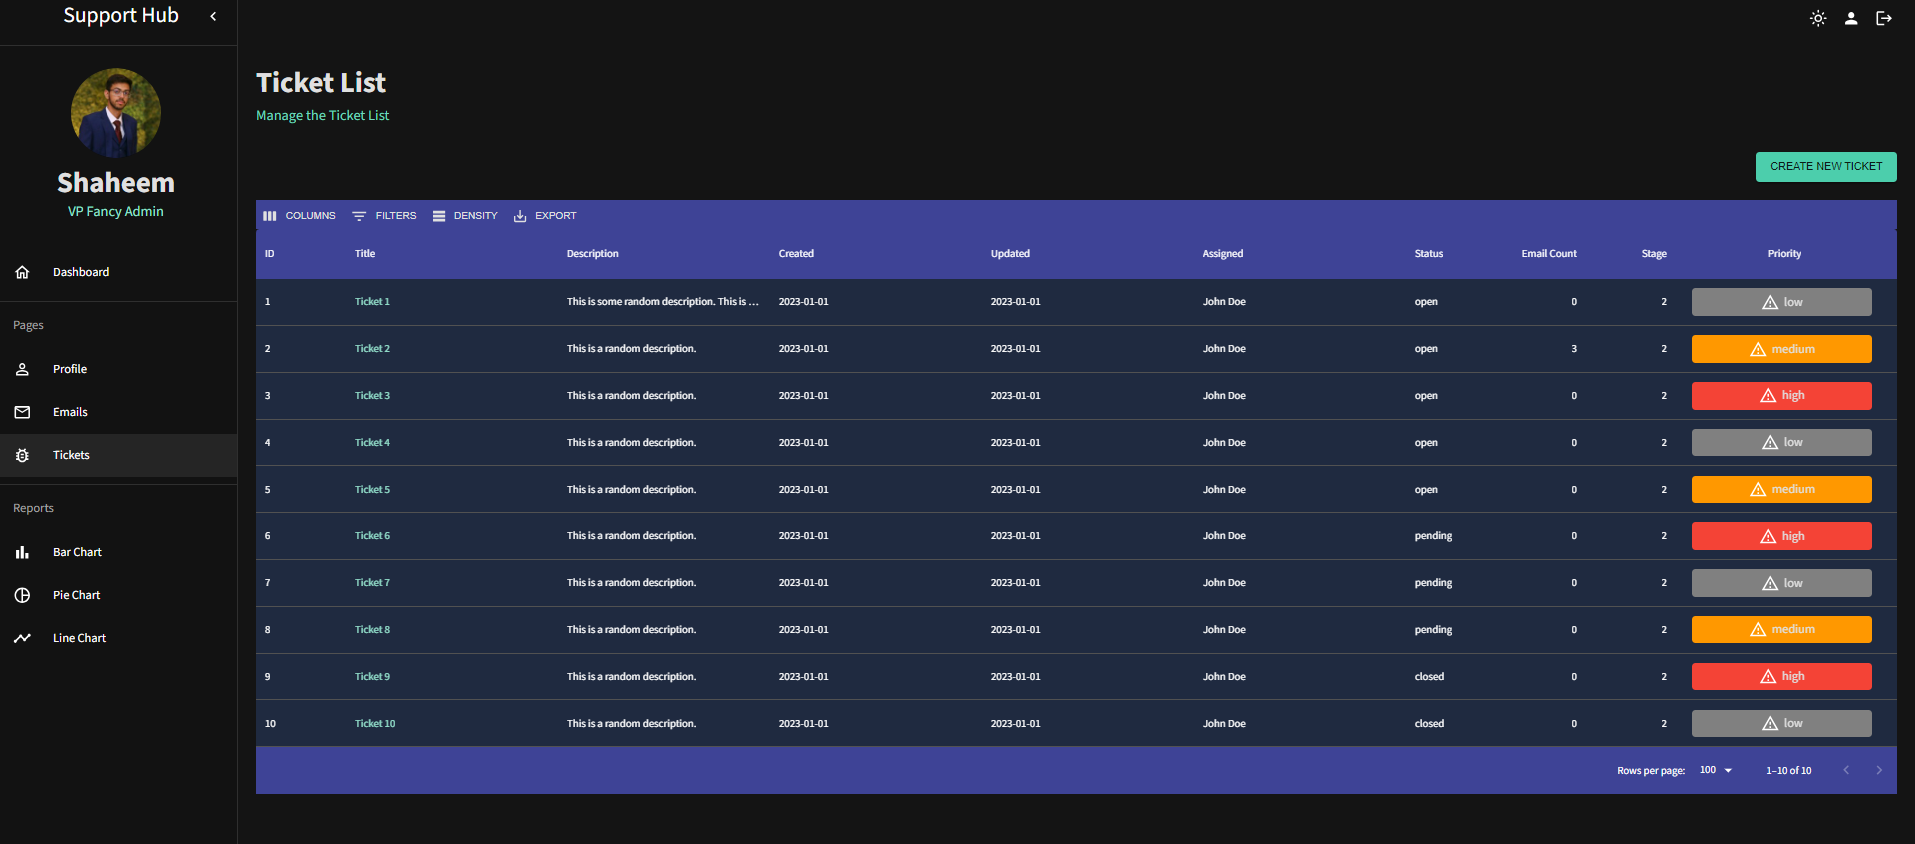 Support Hub
Shaheem
VP Fancy Admin
Dashboard
Pages
Profile
Emails
Tickets
Reports
Bar Chart
Pie Chart
Line Chart
Ticket List
Manage the Ticket List
CREATE NEW TICKET
COLUMNS FILTERS DENSITY EXPORT
ID Title Description Created Updated Assigned Status Email Count Stage Priority
1 Ticket 1 This is some random description. This is ... 2023-01-01 2023-01-01 John Doe open 0 2 low
2 Ticket 2 This is a random description. 2023-01-01 2023-01-01 John Doe open 3 2 medium
3 Ticket 3 This is a random description. 2023-01-01 2023-01-01 John Doe open 0 2 high
4 Ticket 4 This is a random description. 2023-01-01 2023-01-01 John Doe open 0 2 low
5 Ticket 5 This is a random description. 2023-01-01 2023-01-01 John Doe open 0 2 medium
6 Ticket 6 This is a random description. 2023-01-01 2023-01-01 John Doe pending 0 2 high
7 Ticket 7 This is a random description. 2023-01-01 2023-01-01 John Doe pending 0 2 low
8 Ticket 8 This is a random description. 2023-01-01 2023-01-01 John Doe pending 0 2 medium
9 Ticket 9 This is a random description. 2023-01-01 2023-01-01 John Doe closed 0 2 high
10 Ticket 10 This is a random description. 2023-01-01 2023-01-01 John Doe closed 0 2 low
Rows per page: 100 1–10 of 10